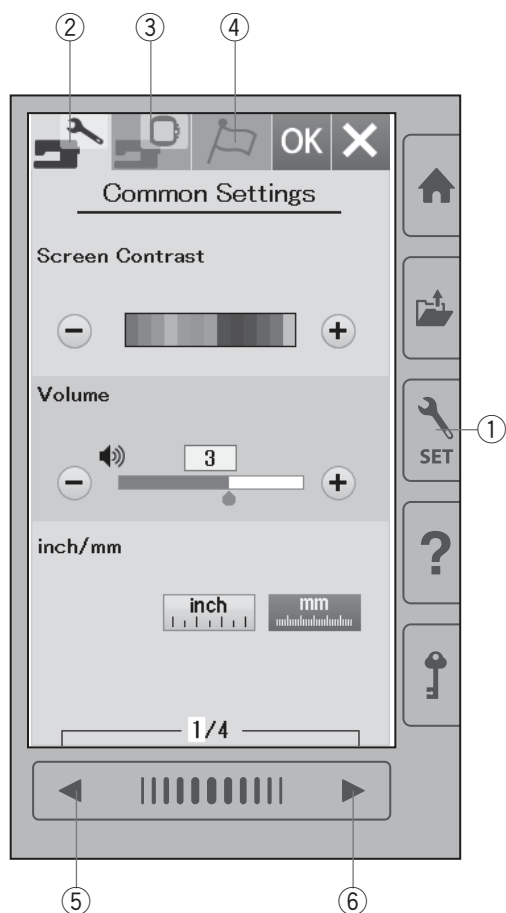 ② ③ ④
OK
Common Settings
Screen Contrast
Volume
3
①
SET
inch/mm
inch mm
?
1/4
⑤ ⑥